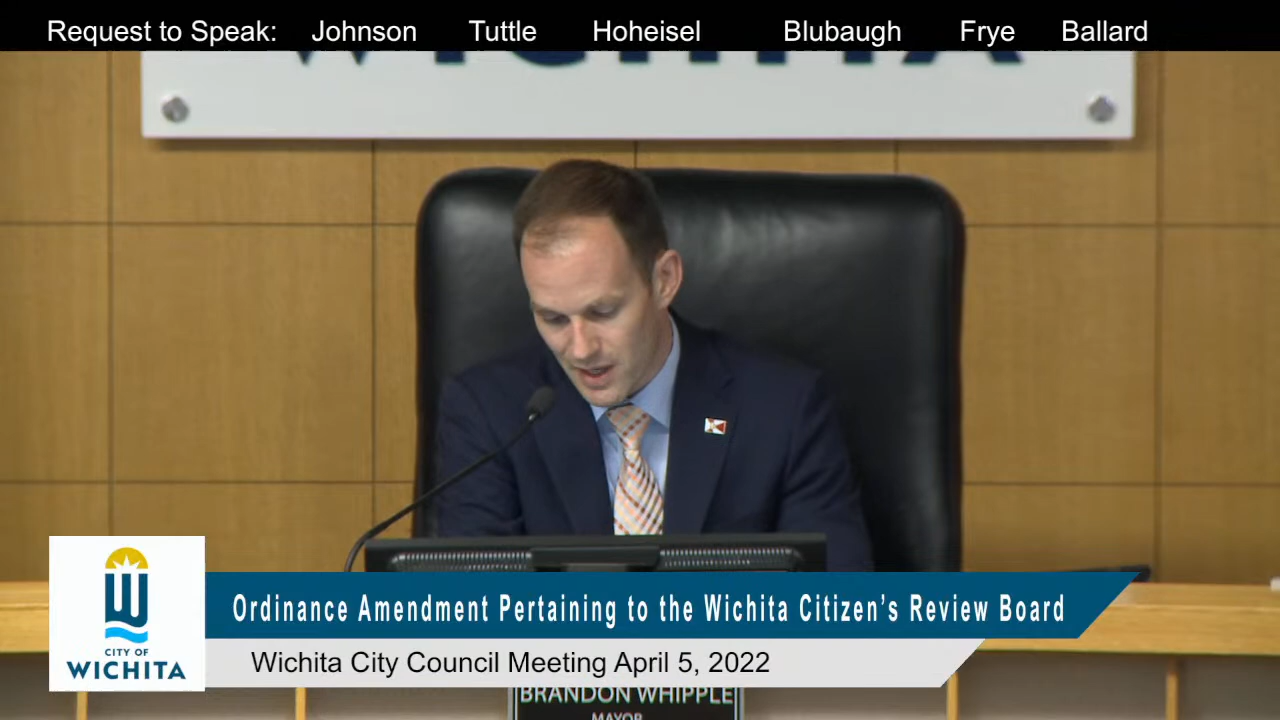 Request to Speak: Johnson Tuttle Hoheisel Blubaugh Frye Ballard
WICHITA
Ordinance Amendment Pertaining to the Wichita Citizen's Review Board
CITY OF
WICHITA
Wichita City Council Meeting April 5, 2022
BRANDON WHIPPLE
MAYOR